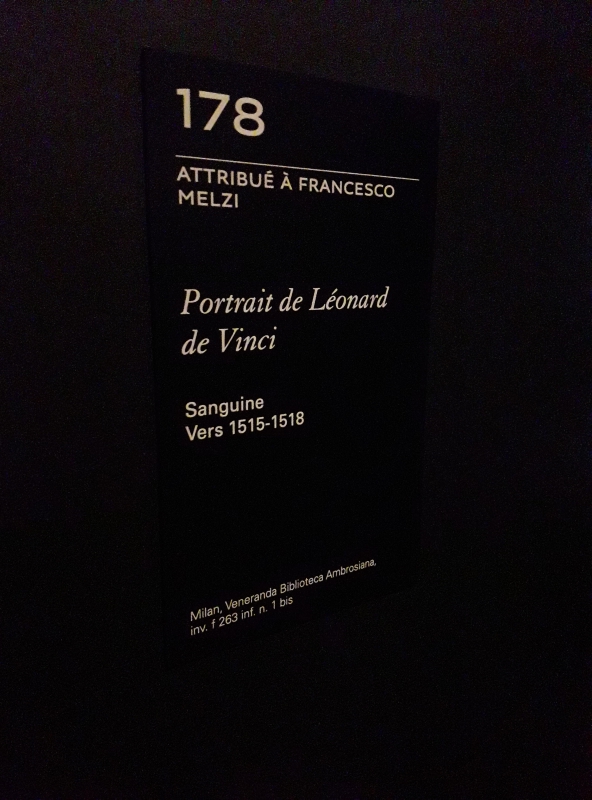 178
ATTRIBUÉ À FRANCESCO
MELZI
Portrait de Léonard
de Vinci
Sanguine
Vers 1515-1518
Milan, Veneranda Biblioteca Ambrosiana,
inv. f 263 inf. n. 1 bis